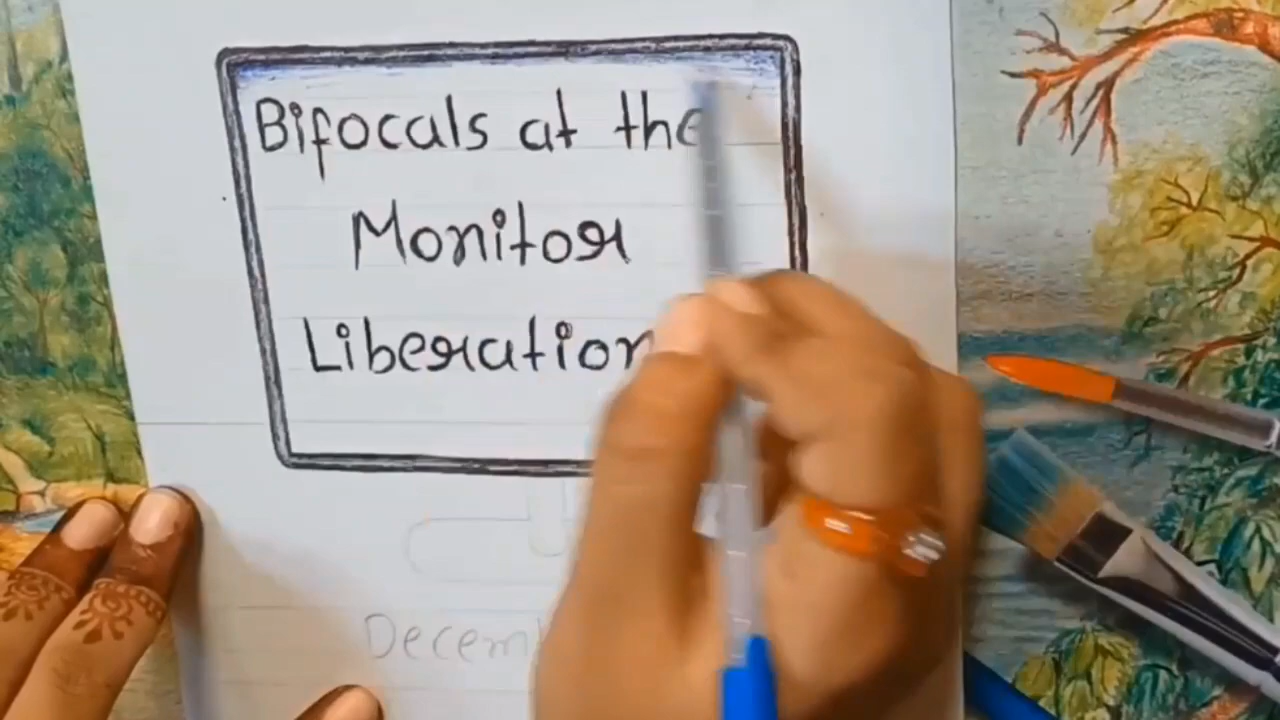 Bifocals at the
Monitor
Liberation